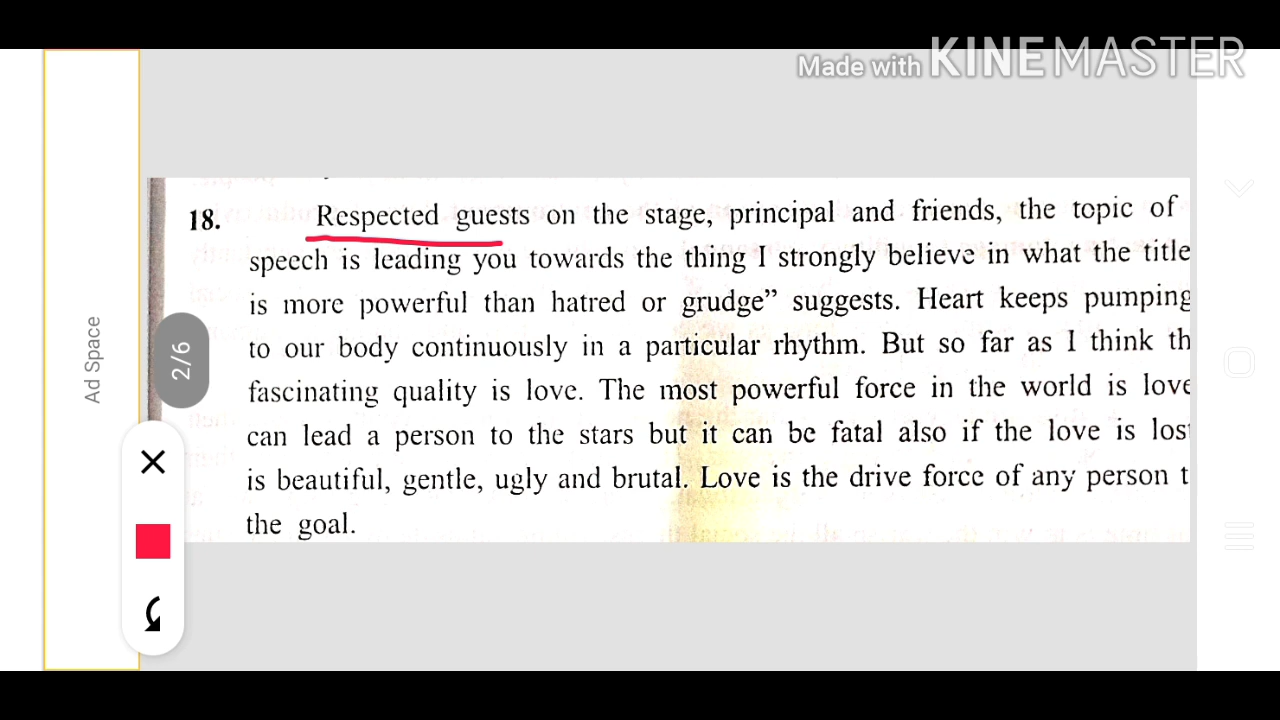 Made with KINEMASTER
Ad Space
2/6
18. Respected guests on the stage, principal and friends, the topic of
speech is leading you towards the thing I strongly believe in what the title
is more powerful than hatred or grudge” suggests. Heart keeps pumping
to our body continuously in a particular rhythm. But so far as I think th
fascinating quality is love. The most powerful force in the world is love
can lead a person to the stars but it can be fatal also if the love is los
is beautiful, gentle, ugly and brutal. Love is the drive force of any person t
the goal.